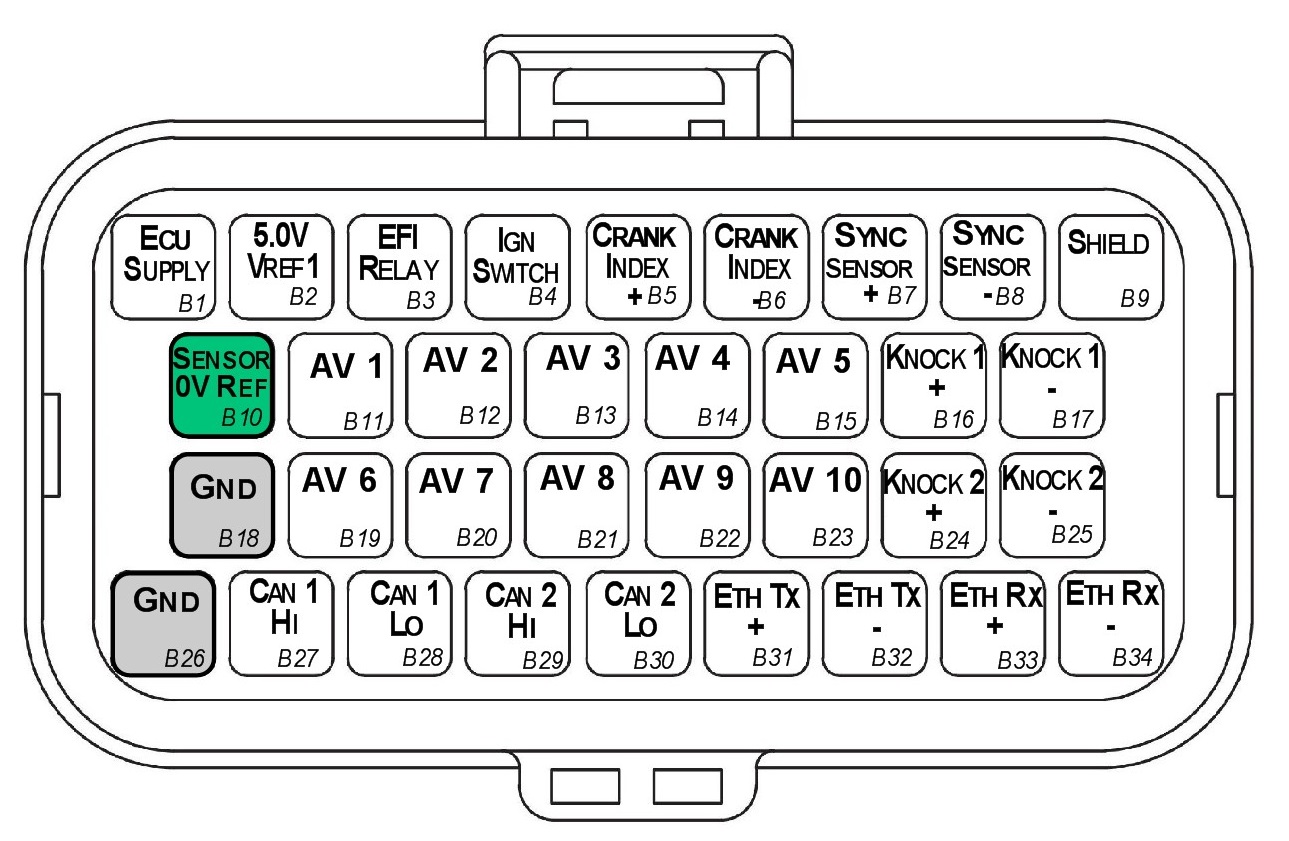 ECU
SUPPLY
B1
5.0V
VREF1
B2
EFI
RELAY
B3
IGN
SWITCH
B4
CRANK
INDEX
+ B5
CRANK
INDEX
-B6
SYNC
SENSOR
+ B7
SYNC
SENSOR
-B8
SHIELD
B9
SENSOR
0V REF
B10
AV 1
B11
AV 2
B12
AV 3
B13
AV 4
B14
AV 5
B15
KNOCK 1
+
B16
KNOCK 1
-
B17
GND
B18
AV 6
B19
AV 7
B20
AV 8
B21
AV 9
B22
AV 10
B23
KNOCK 2
+
B24
KNOCK 2
-
B25
GND
B26
CAN 1
HI
B27
CAN 1
LO
B28
CAN 2
HI
B29
CAN 2
LO
B30
ETH TX
+
B31
ETH TX
-
B32
ETH RX
+
B33
ETH RX
-
B34